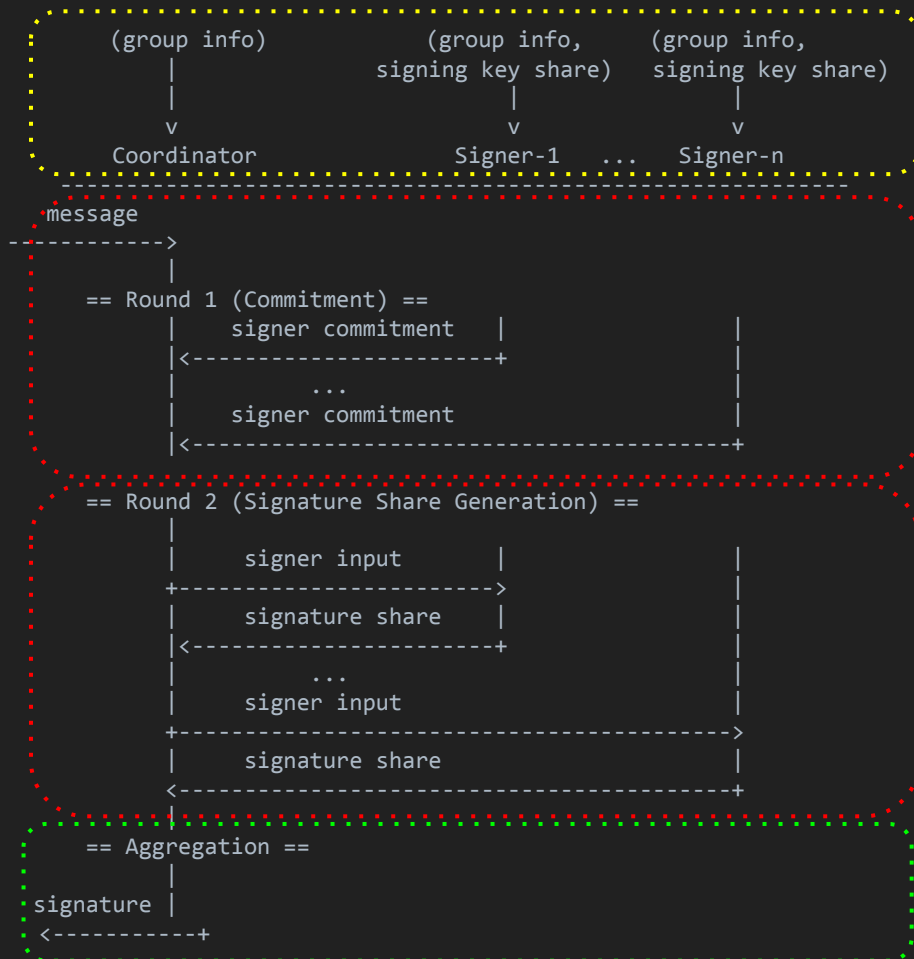 (group info) (group info, (group info,
| signing key share) signing key share)
| | |
v v v
Coordinator Signer-1 ... Signer-n
---------------------------------------------------------
message
------------>
|
== Round 1 (Commitment) ==
| signer commitment | |
|<----------------------+ |
| ... |
| signer commitment |
|<---------------------------------------+
== Round 2 (Signature Share Generation) ==
|
| signer input | |
+-----------------------> |
| signature share | |
|<----------------------+ |
| ... |
| signer input |
+---------------------------------------->
| signature share |
<----------------------------------------+
|
== Aggregation ==
|
signature |
<-----------+